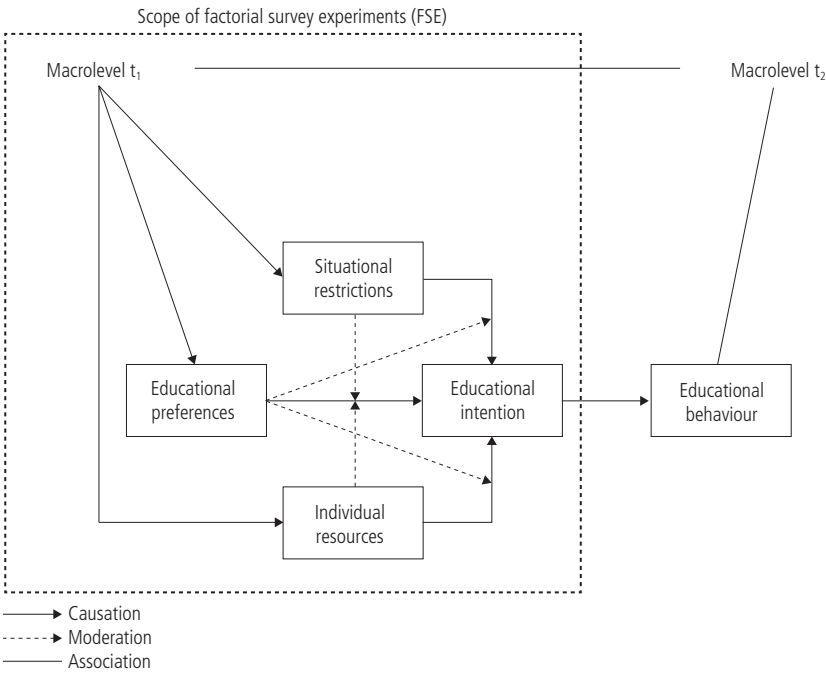 Scope of factorial survey experiments (FSE)
Macrolevel t₁
Macrolevel t₂
Situational
restrictions
Educational
preferences
Educational
intention
Educational
behaviour
Individual
resources
Causation
Moderation
Association